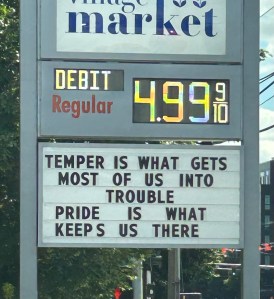 village
market
DEBIT
Regular
4.99 9/10
TEMPER IS WHAT GETS
MOST OF US INTO
TROUBLE
PRIDE IS WHAT
KEEPS US THERE